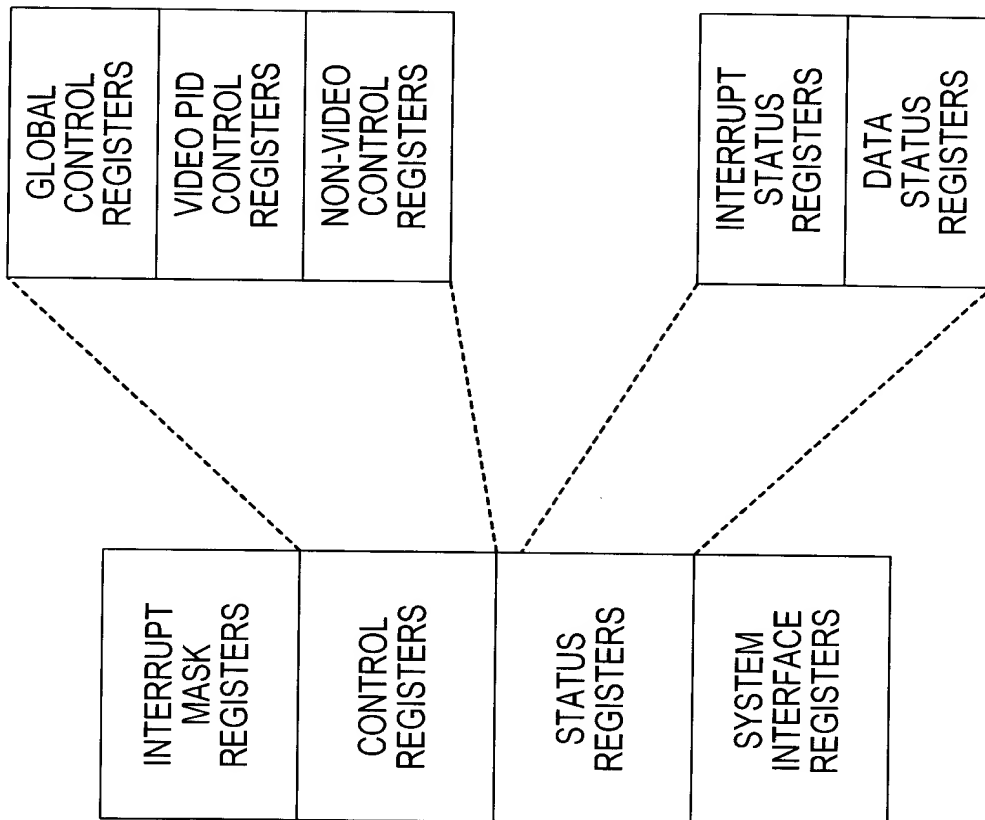 GLOBAL
CONTROL
REGISTERS
VIDEO PID
CONTROL
REGISTERS
NON-VIDEO
CONTROL
REGISTERS
INTERRUPT
STATUS
REGISTERS
DATA
STATUS
REGISTERS
INTERRUPT
MASK
REGISTERS
CONTROL
REGISTERS
STATUS
REGISTERS
SYSTEM
INTERFACE
REGISTERS